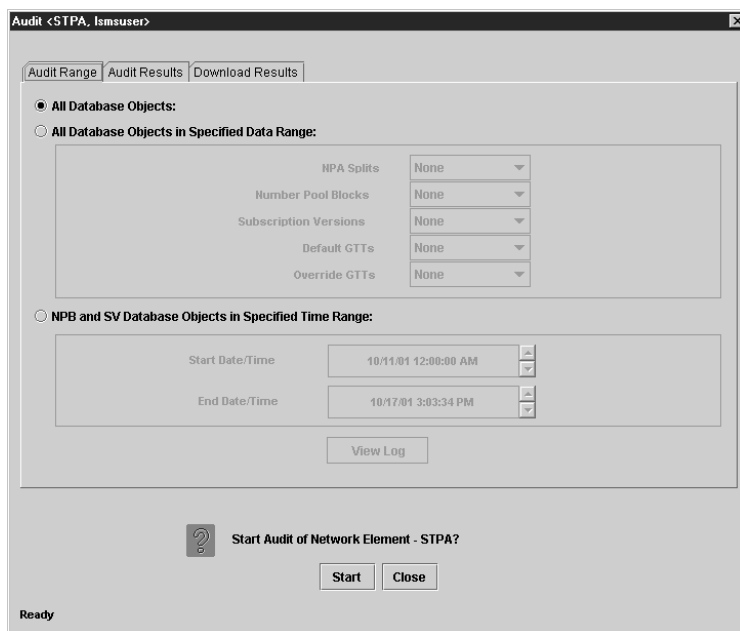 Audit <STPA, lsmsuser>
Audit Range Audit Results Download Results
All Database Objects:
All Database Objects in Specified Data Range:
NPA Splits None
Number Pool Blocks None
Subscription Versions None
Default GTTs None
Override GTTs None
NPB and SV Database Objects in Specified Time Range:
Start Date/Time 10/11/01 12:00:00 AM
End Date/Time 10/17/01 3:03:34 PM
View Log
Start Audit of Network Element - STPA?
Start Close
Ready